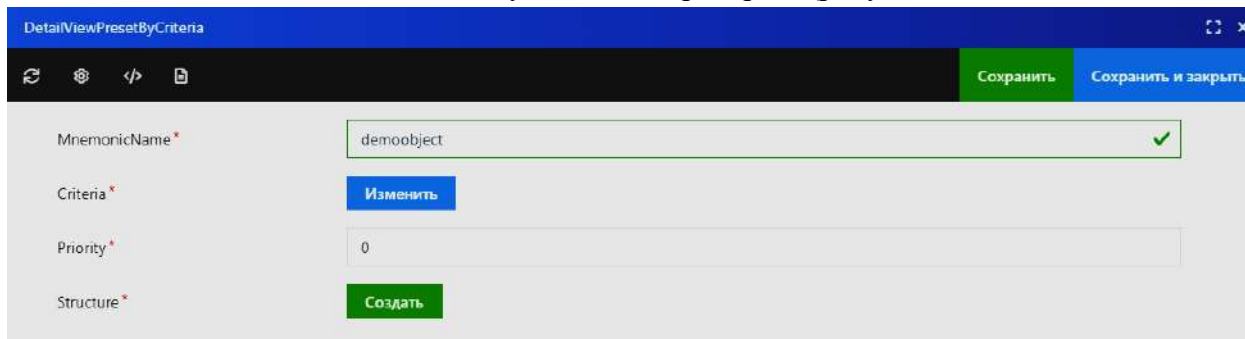 DetailViewPresetByCriteria
Сохранить
Сохранить и закрыть
MnemonicName*
demoobject
Criteria*
Изменить
Priority*
0
Structure*
Создать